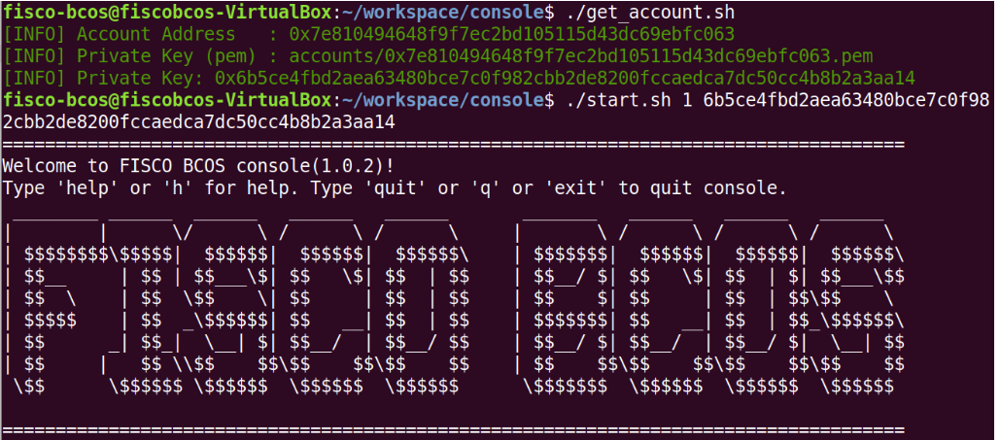 fisco-bcos@fiscobcos-VirtualBox:~/workspace/console$ ./get_account.sh
[INFO] Account Address   : 0x7e810494648f9f7ec2bd105115d43dc69ebfc063
[INFO] Private Key (pem) : accounts/0x7e810494648f9f7ec2bd105115d43dc69ebfc063.pem
[INFO] Private Key: 0x6b5ce4fbd2aea63480bce7c0f982cbb2de8200fccaedca7dc50cc4b8b2a3aa14
fisco-bcos@fiscobcos-VirtualBox:~/workspace/console$ ./start.sh 1 6b5ce4fbd2aea63480bce7c0f98
2cbb2de8200fccaedca7dc50cc4b8b2a3aa14
=====================================================================================
Welcome to FISCO BCOS console(1.0.2)!
Type 'help' or 'h' for help. Type 'quit' or 'q' or 'exit' to quit console.
 ________ ______  ______   ______   ______       _______   ______   ______   ______
|        |      \/      \ /      \ /      \     |       \ /      \ /      \ /      \
| $$$$$$$$\$$$$$|  $$$$$$|  $$$$$$|  $$$$$$\    | $$$$$$$|  $$$$$$|  $$$$$$|  $$$$$$\
| $$__     | $$ | $$___\$| $$   \$| $$  | $$    | $$__/ $| $$   \$| $$  | $| $$___\$$
| $$  \    | $$  \$$    \| $$     | $$  | $$    | $$    $| $$     | $$  | $$\$$    \
| $$$$$    | $$  _\$$$$$$| $$   __| $$  | $$    | $$$$$$$| $$   __| $$  | $$_\$$$$$$\
| $$      _| $$_|  \__| $| $$__/  | $$__/ $$    | $$__/ $| $$__/  | $$__/ $|  \__| $$
| $$     |   $$ \\$$    $$\$$    $$\$$    $$    | $$    $$\$$    $$\$$    $$\$$    $$
 \$$      \$$$$$$ \$$$$$$  \$$$$$$  \$$$$$$      \$$$$$$$  \$$$$$$  \$$$$$$  \$$$$$$
=====================================================================================